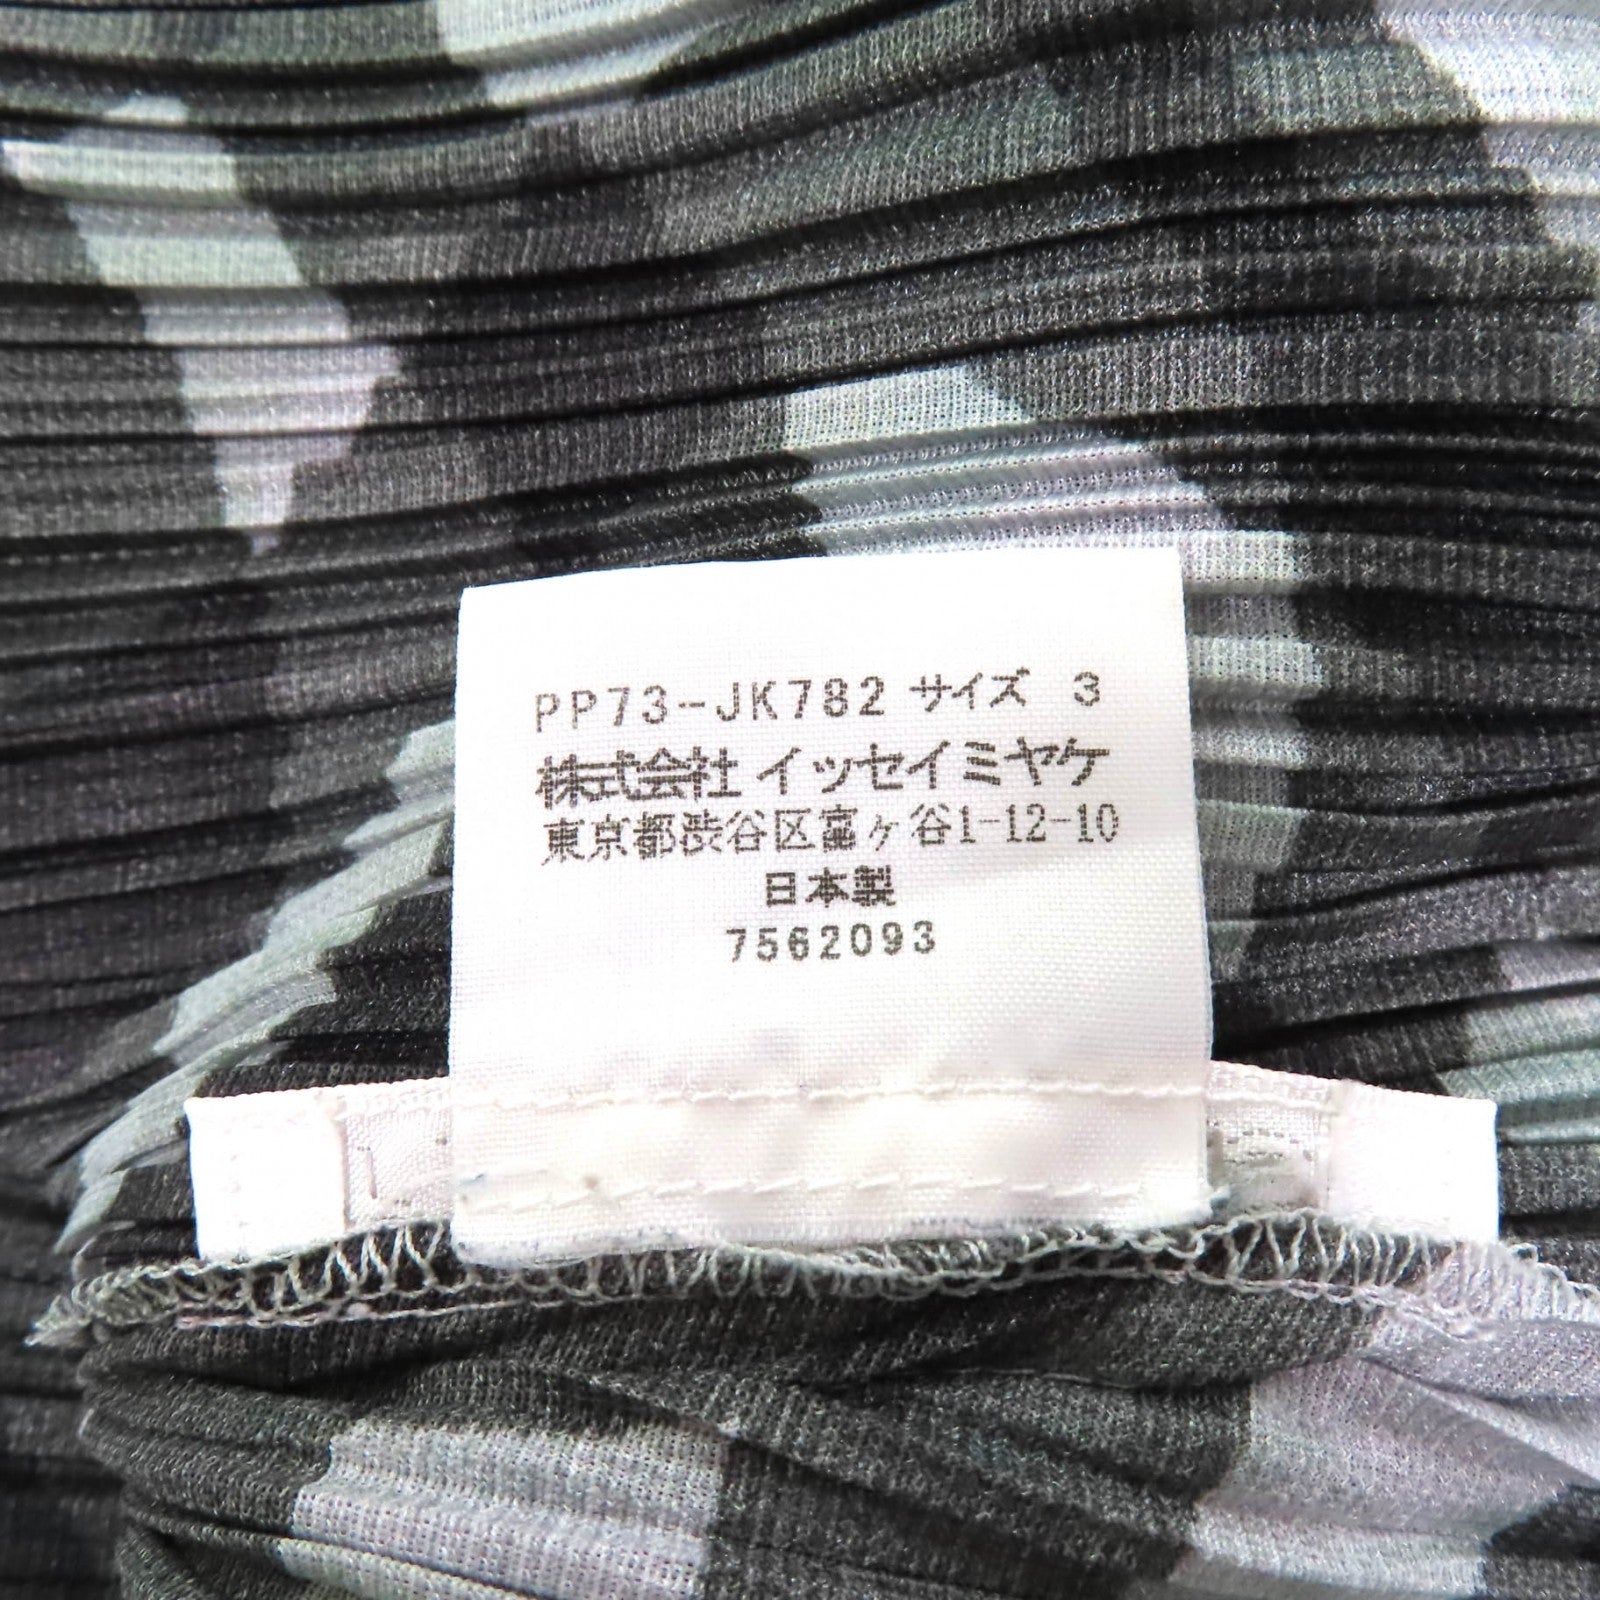 PP73-JK782 サイズ 3
株式会社 イッセイミヤケ
東京都渋谷区富ヶ谷1-12-10
日本製
7562093